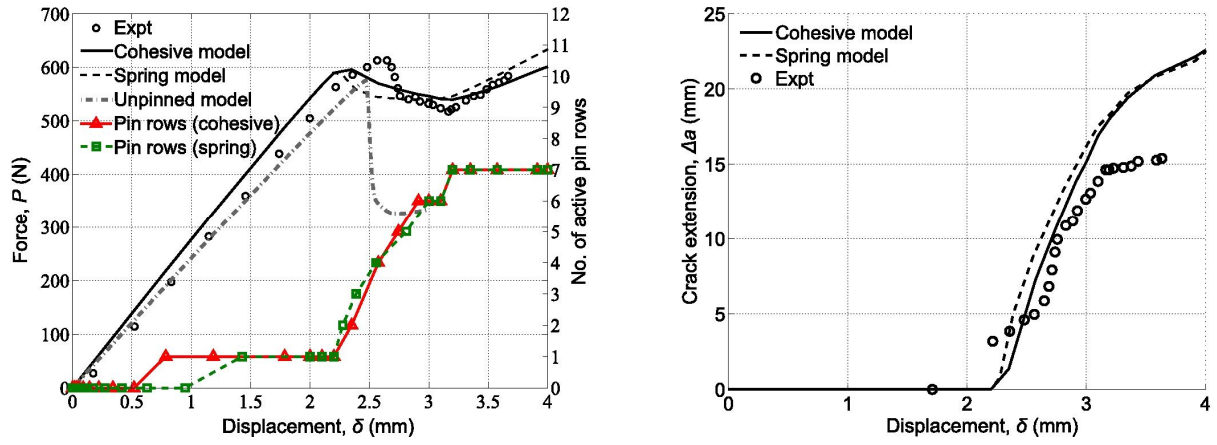 12
11
10
9
8
7
6
5
4
3
2
1
0
No. of active pin rows
700
600
500
400
300
200
100
0
Force, P (N)
Expt
Cohesive model
Spring model
Unpinned model
Pin rows (cohesive)
Pin rows (spring)
0 0.5 1 1.5 2 2.5 3 3.5 4
Displacement, δ (mm)
25
20
15
10
5
0
Crack extension, Δa (mm)
Cohesive model
Spring model
Expt
0 1 2 3 4
Displacement, δ (mm)